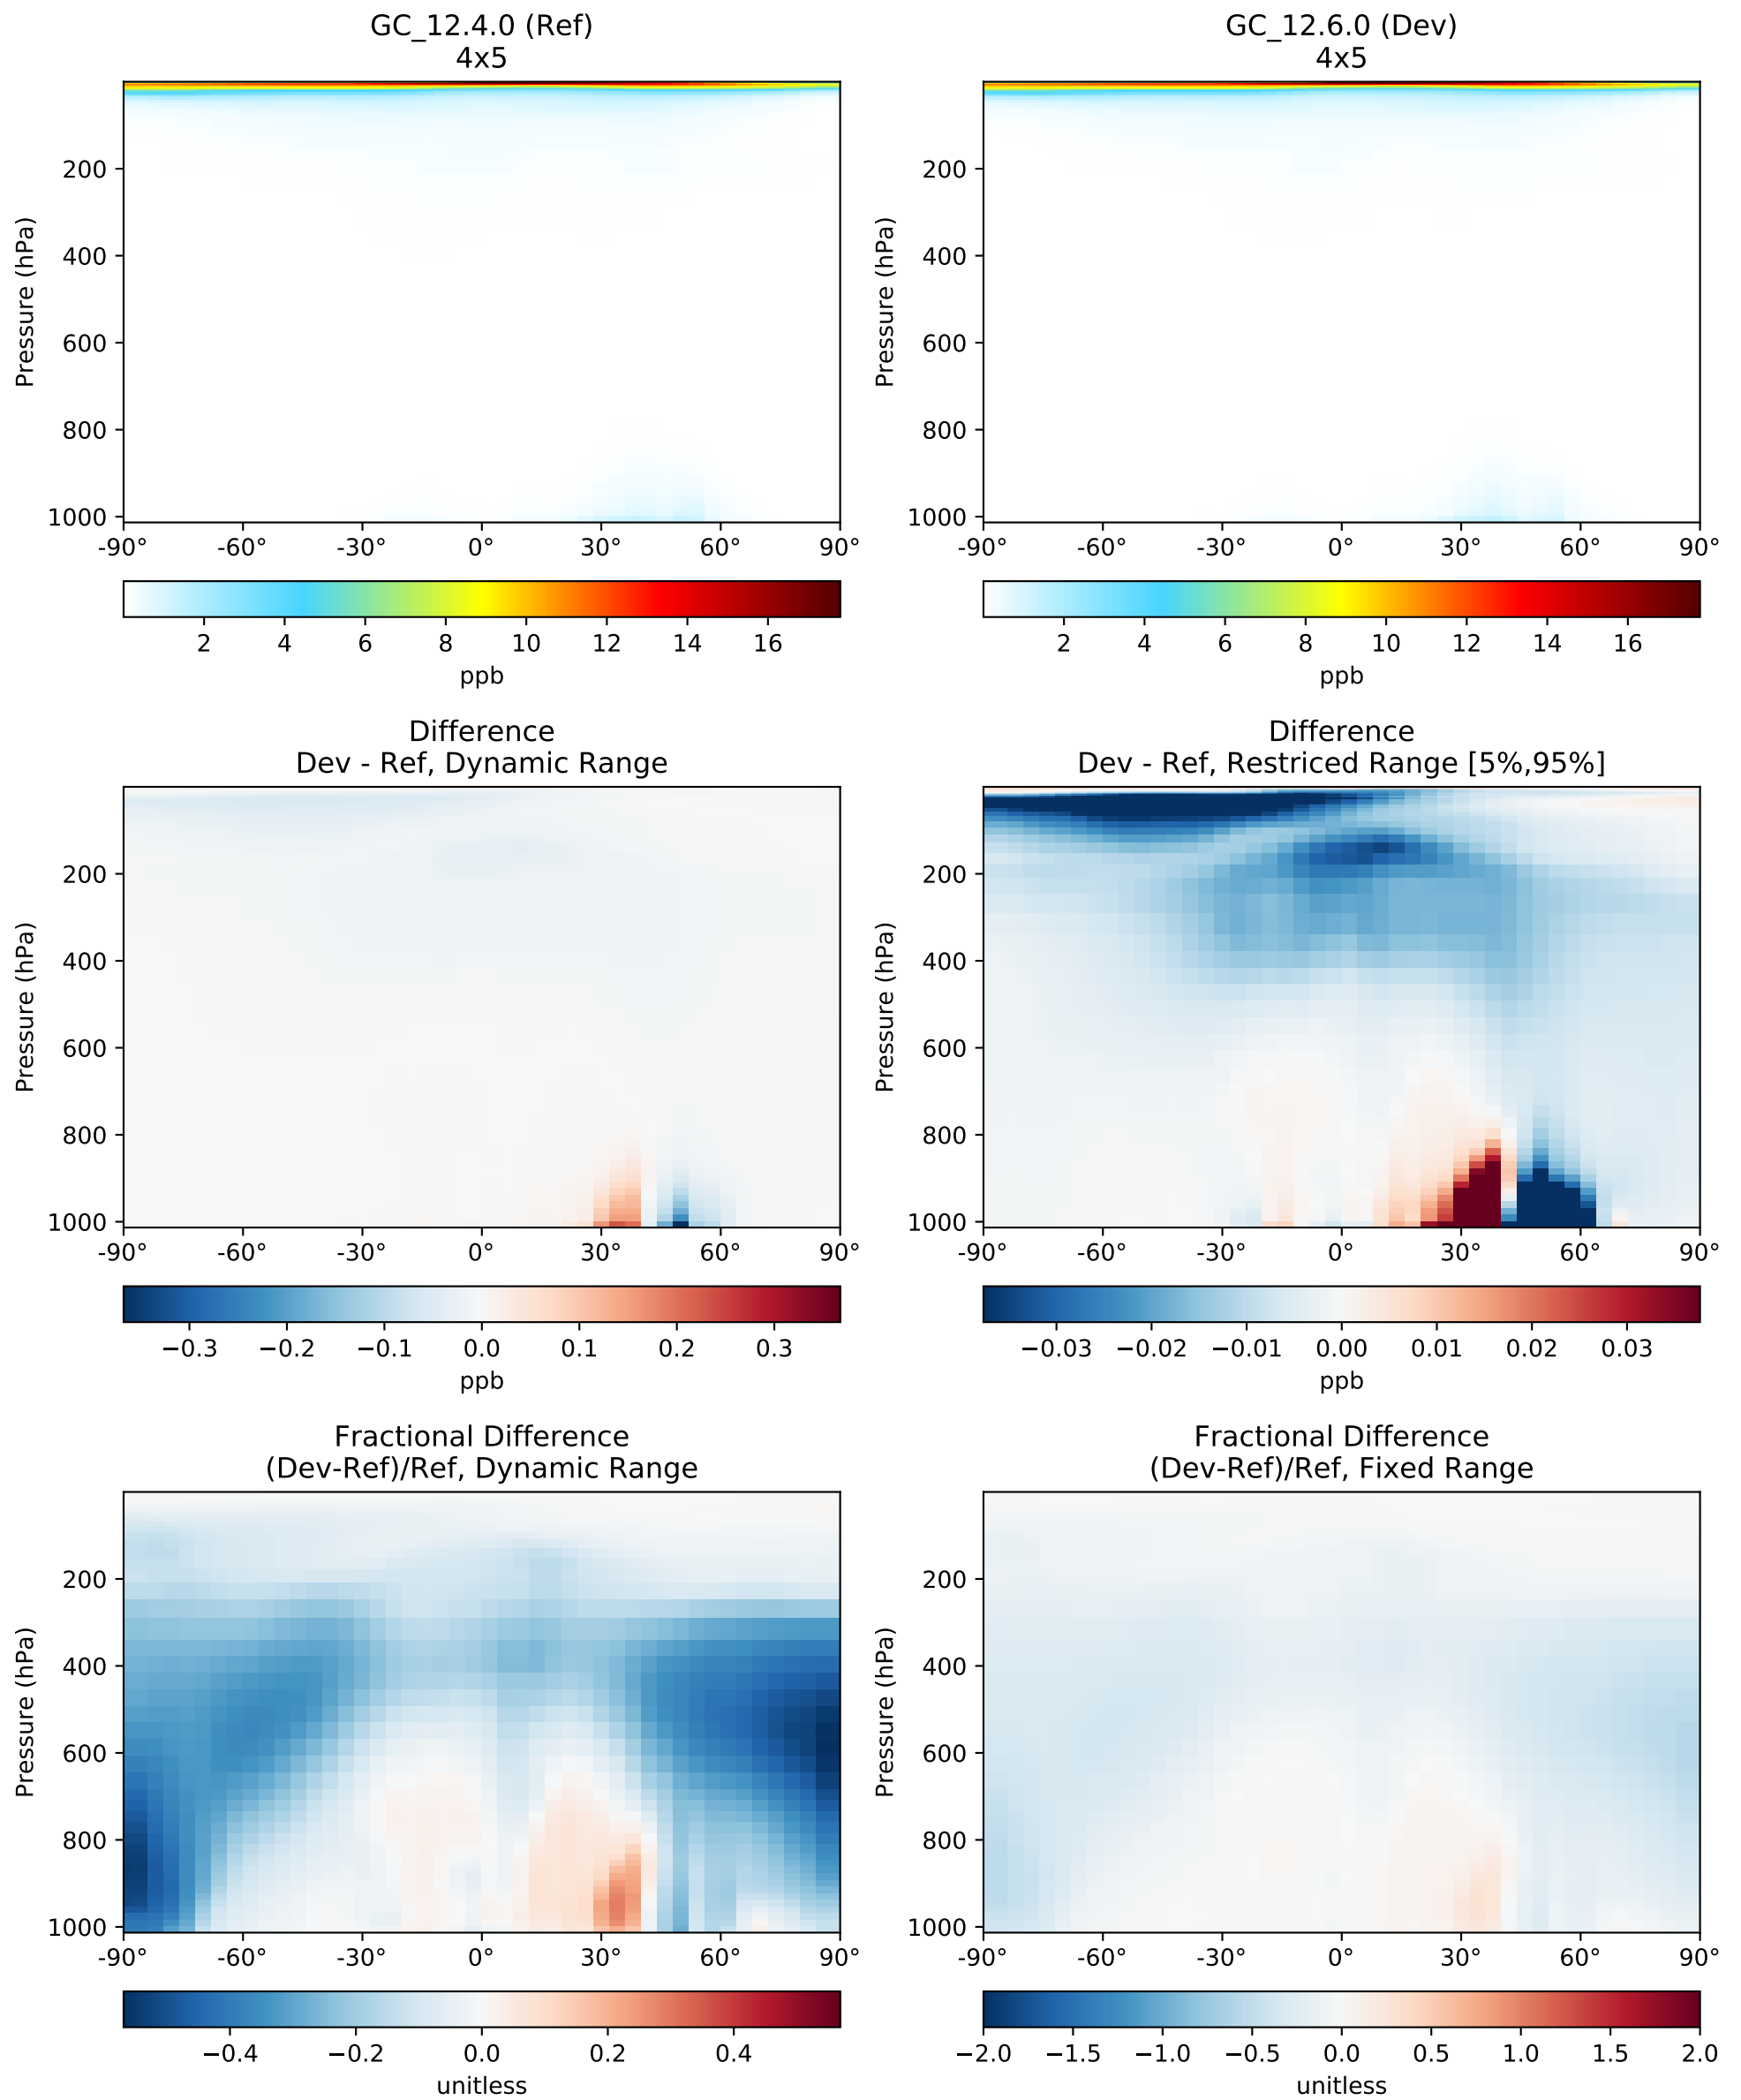 GC_12.4.0 (Ref)
4x5
Pressure (hPa)
200
400
600
800
1000
-90° -60° -30° 0° 30° 60° 90°
2 4 6 8 10 12 14 16
ppb
GC_12.6.0 (Dev)
4x5
Pressure (hPa)
200
400
600
800
1000
-90° -60° -30° 0° 30° 60° 90°
2 4 6 8 10 12 14 16
ppb
Difference
Dev - Ref, Dynamic Range
Pressure (hPa)
200
400
600
800
1000
-90° -60° -30° 0° 30° 60° 90°
−0.3 −0.2 −0.1 0.0 0.1 0.2 0.3
ppb
Difference
Dev - Ref, Restriced Range [5%,95%]
Pressure (hPa)
200
400
600
800
1000
-90° -60° -30° 0° 30° 60° 90°
−0.03 −0.02 −0.01 0.00 0.01 0.02 0.03
ppb
Fractional Difference
(Dev-Ref)/Ref, Dynamic Range
Pressure (hPa)
200
400
600
800
1000
-90° -60° -30° 0° 30° 60° 90°
−0.4 −0.2 0.0 0.2 0.4
unitless
Fractional Difference
(Dev-Ref)/Ref, Fixed Range
Pressure (hPa)
200
400
600
800
1000
-90° -60° -30° 0° 30° 60° 90°
−2.0 −1.5 −1.0 −0.5 0.0 0.5 1.0 1.5 2.0
unitless